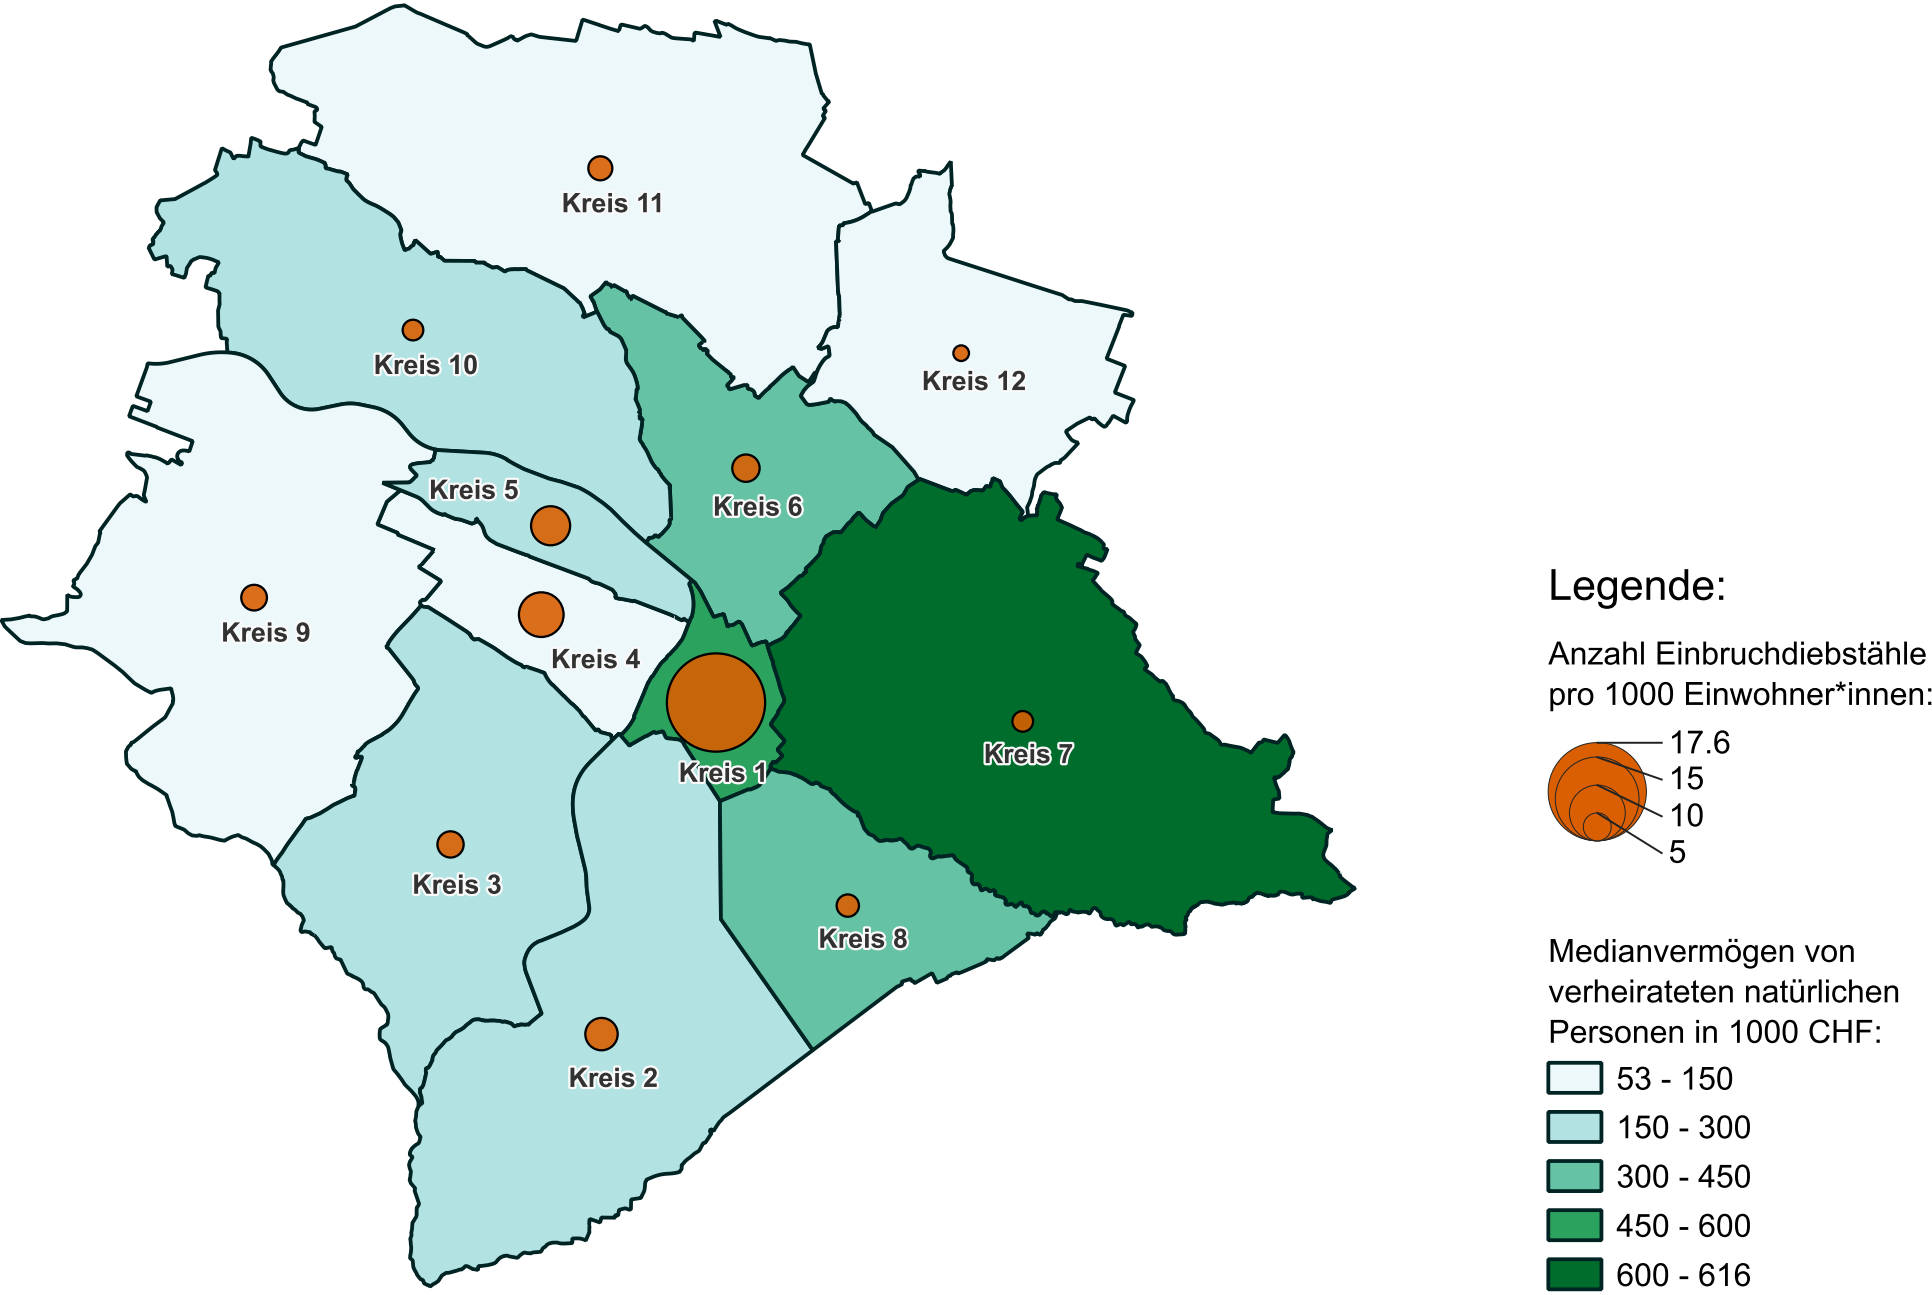 Kreis 11
Kreis 10
Kreis 12
Kreis 5
Kreis 6
Kreis 9
Kreis 4
Kreis 7
Kreis 1
Kreis 3
Kreis 8
Kreis 2
Legende:
Anzahl Einbruchdiebstähle
pro 1000 Einwohner*innen:
17.6
15
10
5
Medianvermögen von
verheirateten natürlichen
Personen in 1000 CHF:
53 - 150
150 - 300
300 - 450
450 - 600
600 - 616